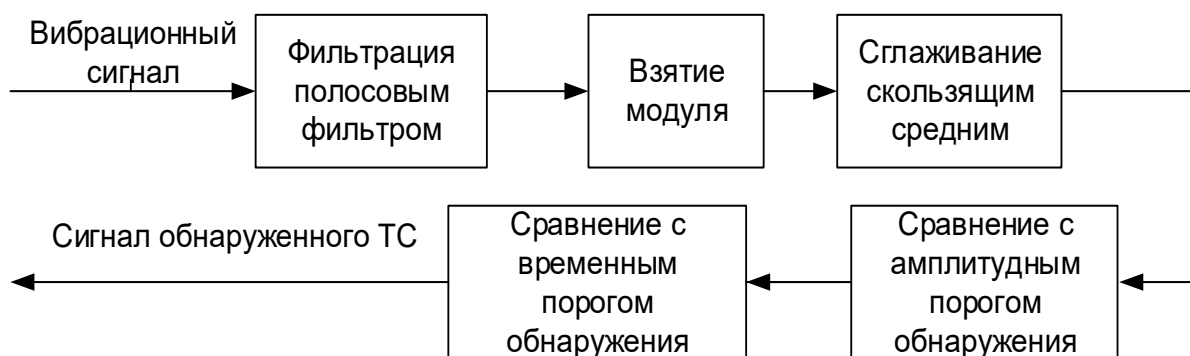 Вибрационный
сигнал
Фильтрация
полосовым
фильтром
Взятие
модуля
Сглаживание
скользящим
средним
Сигнал обнаруженного ТС
Сравнение с
временным
порогом
обнаружения
Сравнение с
амплитудным
порогом
обнаружения